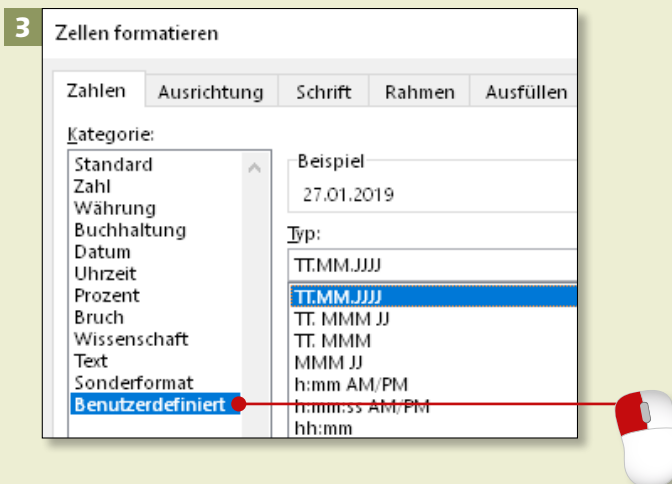 3
Zellen formatieren
Zahlen Ausrichtung Schrift Rahmen Ausfüllen
Kategorie:
Standard
Zahl
Währung
Buchhaltung
Datum
Uhrzeit
Prozent
Bruch
Wissenschaft
Text
Sonderformat
Benutzerdefiniert
Beispiel
27.01.2019
Typ:
TT.MM.JJJJ
TT.MM.JJJJ
TT. MMM JJ
TT. MMM
MMM JJ
h:mm AM/PM
h:mm:ss AM/PM
hh:mm